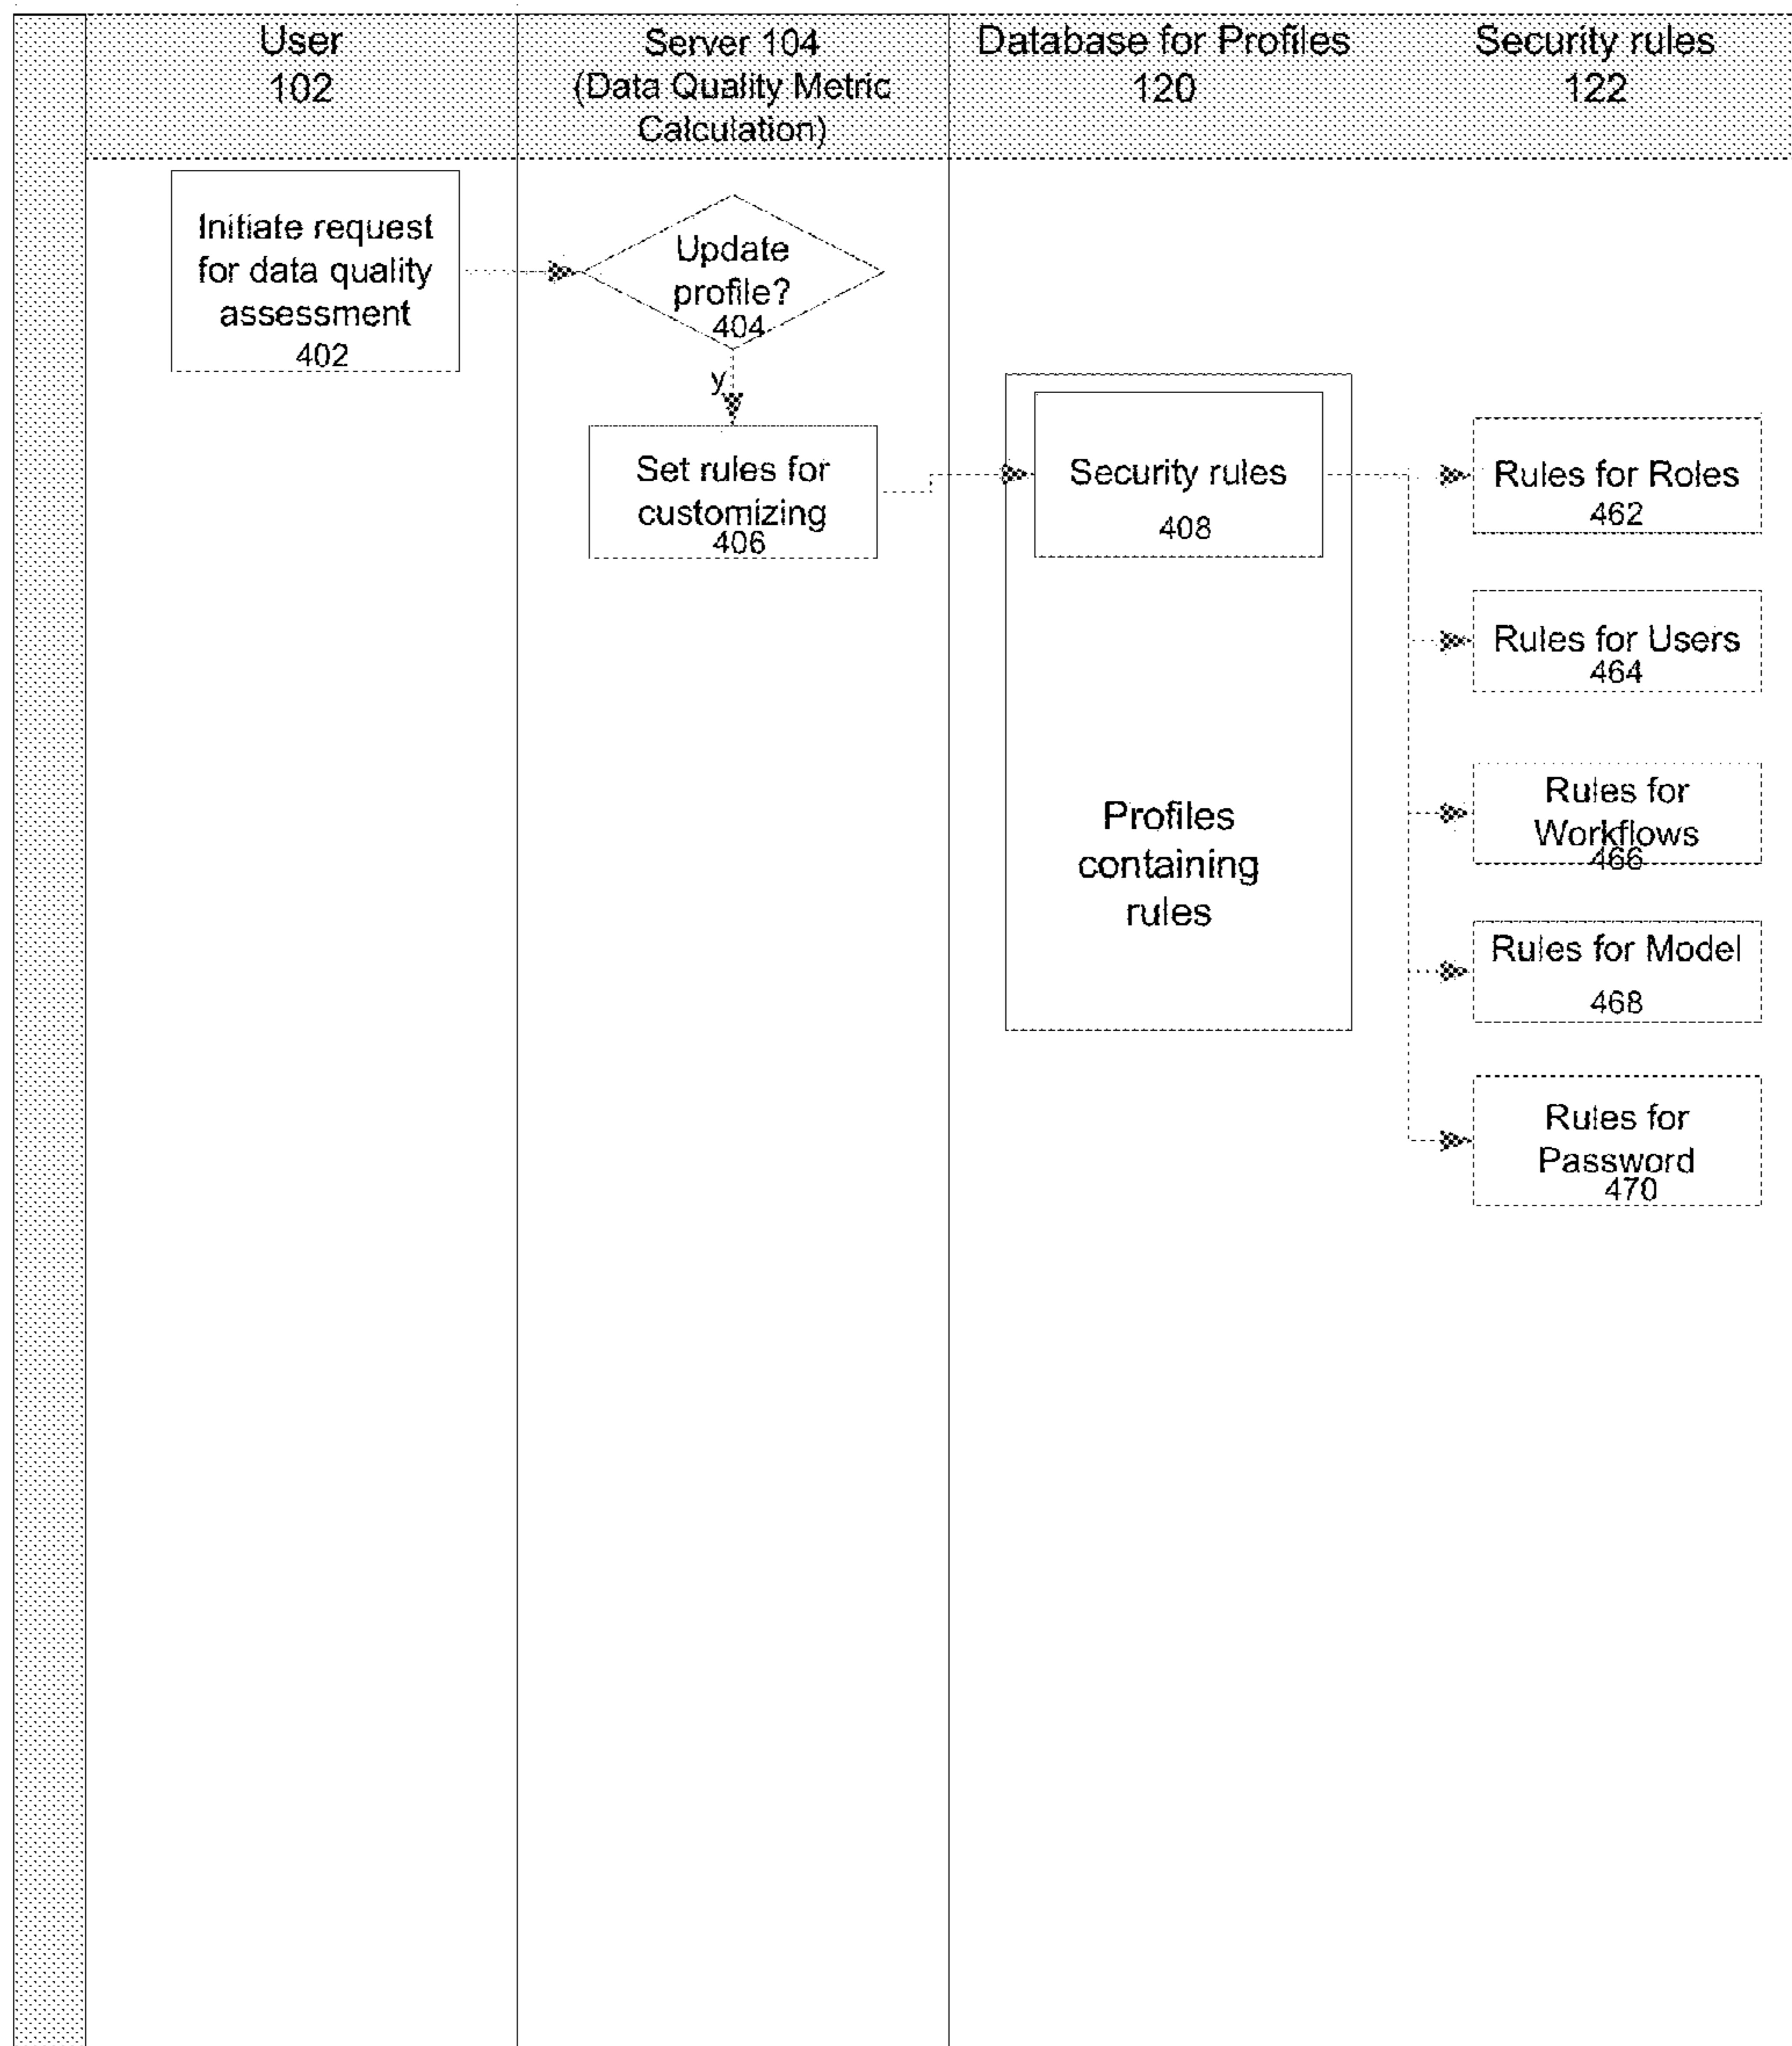 User
102
Server 104
(Data Quality Metric
Calculation)
Database for Profiles
120
Security rules
122
Initiate request
for data quality
assessment
402
Update
profile?
404
y
Set rules for
customizing
406
Security rules
408
Profiles
containing
rules
Rules for Roles
462
Rules for Users
464
Rules for
Workflows
466
Rules for Model
468
Rules for
Password
470